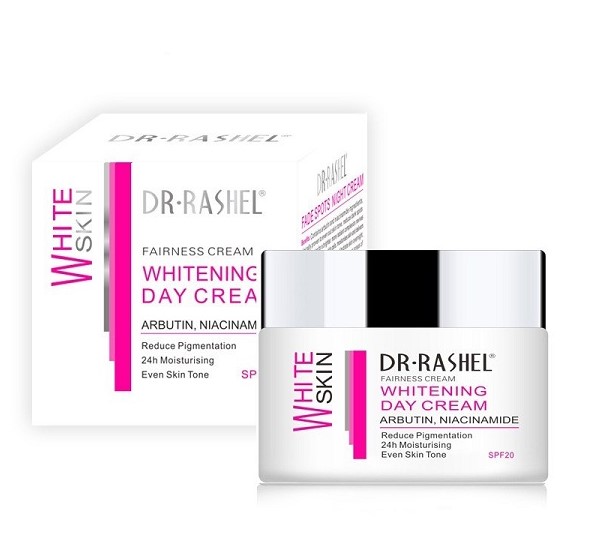 DR·RASHEL®
WHITE
SKIN
DR·RASHEL®
FAIRNESS CREAM
WHITENING
DAY CREA
ARBUTIN, NIACINAM
Reduce Pigmentation
24h Moisturising
Even Skin Tone
SP
DR·RASHEL
FADE SPOTS NIGHT CREAM
WHITE
SKIN
DR·RASHEL®
FAIRNESS CREAM
WHITENING
DAY CREAM
ARBUTIN, NIACINAMIDE
Reduce Pigmentation
24h Moisturising
Even Skin Tone
SPF20